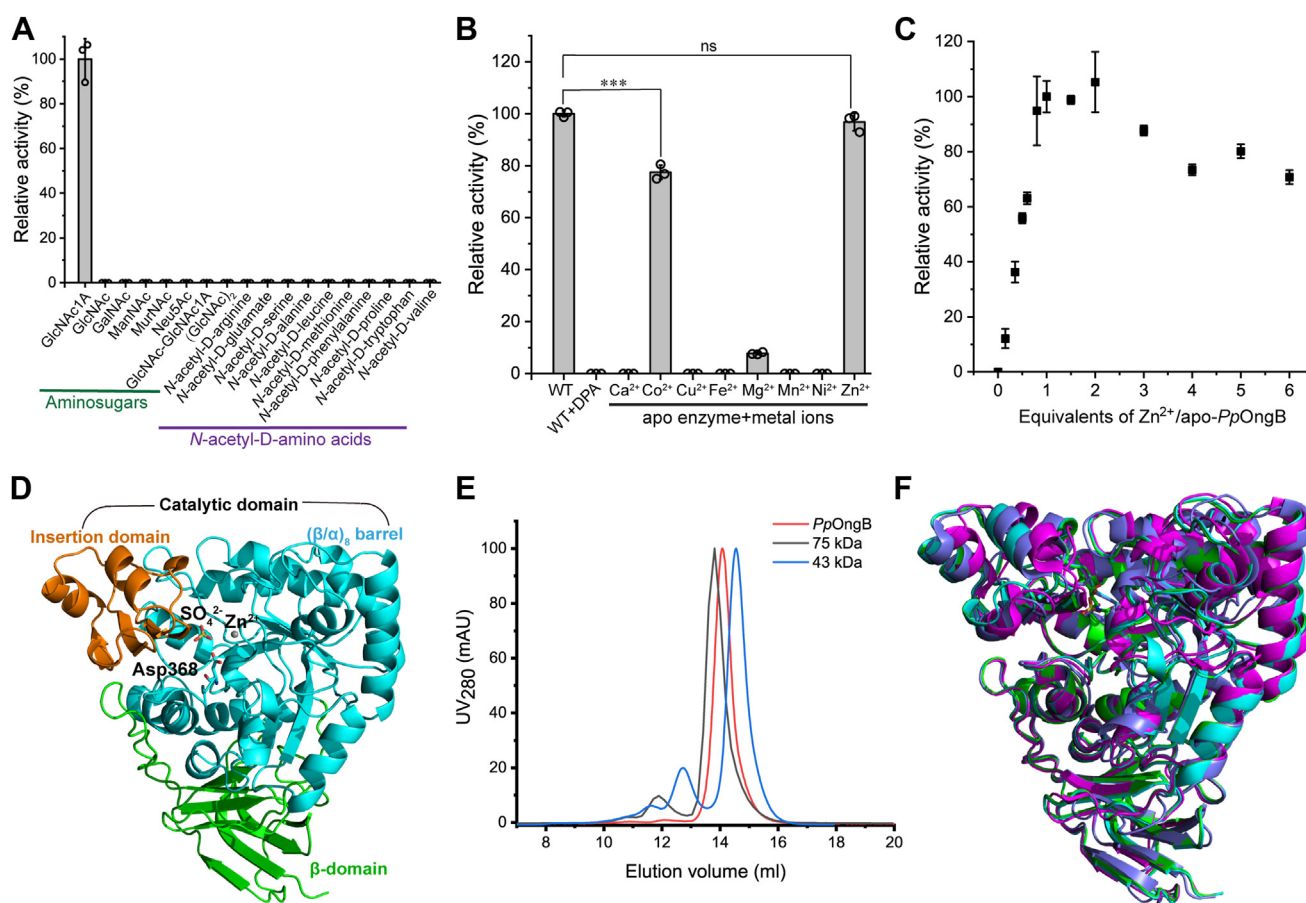 A
Relative activity (%)
120
100
80
60
40
20
0
GlcNAc1A
GlcNAc
GalNAc
ManNAc
MurNAc
Neu5Ac
GlcNAc-GlcNAc1A
(GlcNAc)₂
N-acetyl-D-arginine
N-acetyl-D-glutamate
N-acetyl-D-serine
N-acetyl-D-alanine
N-acetyl-D-leucine
N-acetyl-D-methionine
N-acetyl-D-phenylalanine
N-acetyl-D-proline
N-acetyl-D-tryptophan
N-acetyl-D-valine
Aminosugars
N-acetyl-D-amino acids
B
Relative activity (%)
120
100
80
60
40
20
0
ns
***
WT
WT+DPA
Ca²⁺
Co²⁺
Cu²⁺
Fe²⁺
Mg²⁺
Mn²⁺
Ni²⁺
Zn²⁺
apo enzyme+metal ions
C
Relative activity (%)
120
100
80
60
40
20
0
0 1 2 3 4 5 6
Equivalents of Zn²⁺/apo-PpOngB
D
Catalytic domain
Insertion domain
(β/α)₈ barrel
SO₄²⁻
Zn²⁺
Asp368
β-domain
E
UV280 (mAU)
100
80
60
40
20
0
PpOngB
75 kDa
43 kDa
8 10 12 14 16 18 20
Elution volume (ml)
F